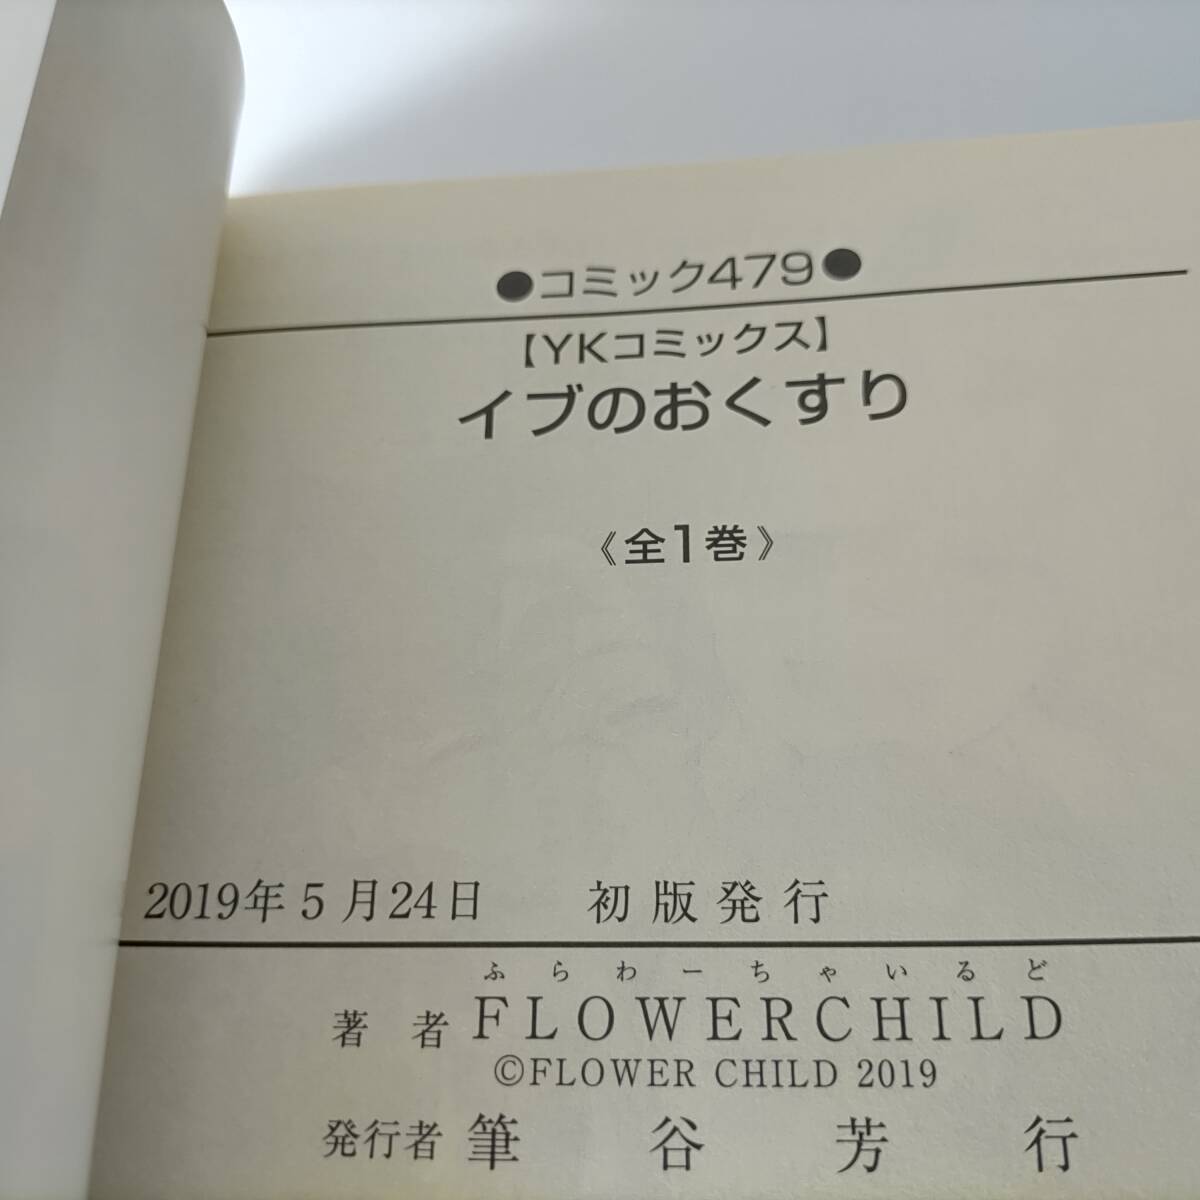 ●コミック479●
【YKコミックス】
イブのおくすり
《全1巻》
2019年5月24日 初版発行
ふらわーちゃいるど
著者 FLOWERCHILD
©FLOWER CHILD 2019
発行者 筆谷芳行